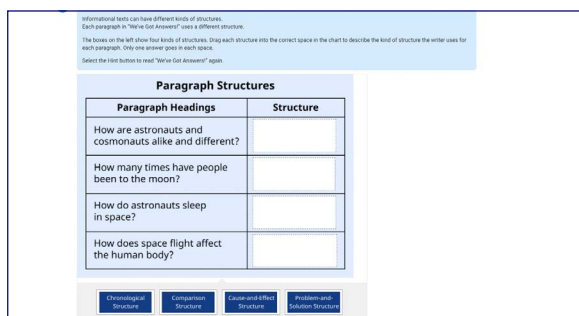 Informational texts can have different kinds of structures.
Each paragraph in "We've Got Answers!" uses a different structure.
The boxes on the left show four kinds of structures. Drag each structure into the correct space in the chart to describe the kind of structure the writer uses for
each paragraph. Only one answer goes in each space.
Select the Hint button to read "We've Got Answers!" again.
Paragraph Structures
Paragraph Headings
Structure
How are astronauts and
cosmonauts alike and different?
How many times have people
been to the moon?
How do astronauts sleep
in space?
How does space flight affect
the human body?
Chronological
Structure
Comparison
Structure
Cause-and-Effect
Structure
Problem-and-
Solution Structure